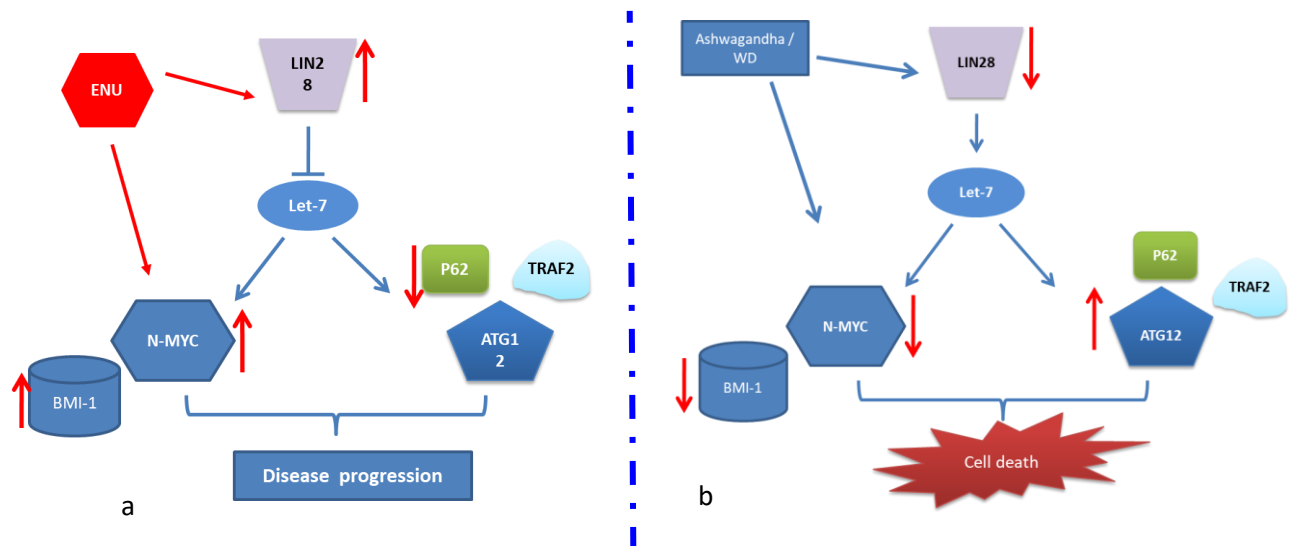 ENU
LIN2
8
Let-7
P62
TRAF2
N-MYC
ATG1
2
BMI-1
Disease progression
a
Ashwagandha /
WD
LIN28
Let-7
P62
TRAF2
N-MYC
ATG12
BMI-1
Cell death
b